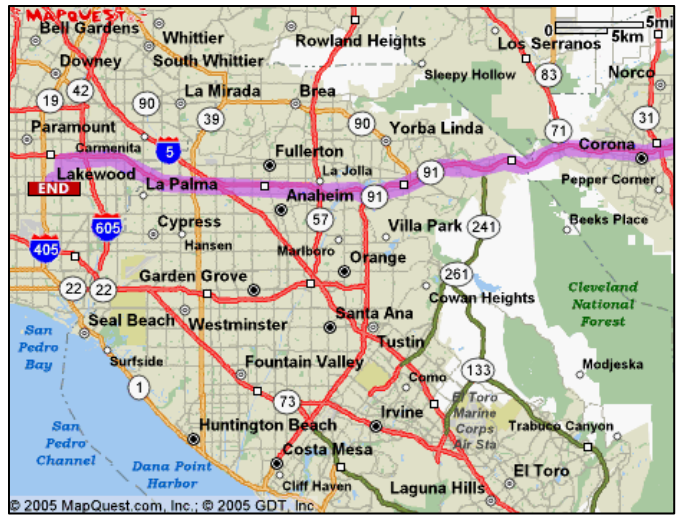 MAPQUEST
Bell Gardens
Whittier
Rowland Heights
Los Serranos
0
5mi
5km
Downey
South Whittier
Sleepy Hollow
83
Norco
19
42
90
La Mirada
39
Brea
90
Yorba Linda
71
31
Paramount
Carmenita
5
Fullerton
Corona
Lakewood
La Palma
La Jolla
91
91
Pepper Corner
END
Anaheim
605
Cypress
57
Villa Park
241
Beeks Place
405
Hansen
Marlboro
Orange
22
22
Garden Grove
261
Cowan Heights
Cleveland
National
Forest
San
Pedro
Bay
Seal Beach
Westminster
Santa Ana
Tustin
Surfside
Fountain Valley
133
Modjeska
1
73
Como
El Toro
Marine
Corps
Air Sta
San
Pedro
Channel
Huntington Beach
Irvine
Trabuco Canyon
Dana Point
Harbor
Costa Mesa
Cliff Haven
Laguna Hills
El Toro
© 2005 MapQuest.com, Inc.; © 2005 GDT, Inc